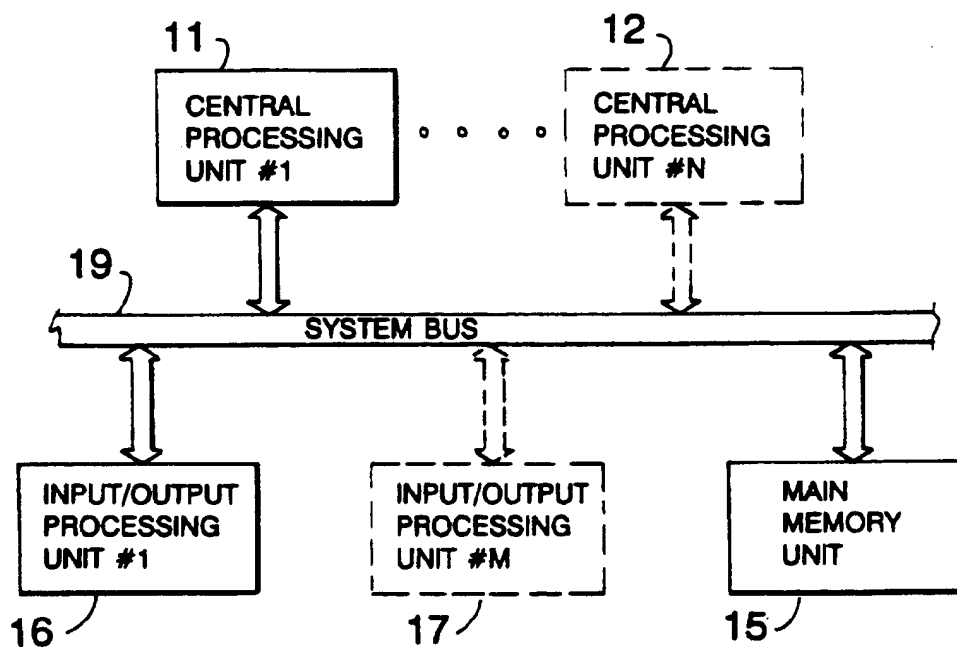 11
12
CENTRAL
PROCESSING
UNIT #1
CENTRAL
PROCESSING
UNIT #N
19
SYSTEM BUS
INPUT/OUTPUT
PROCESSING
UNIT #1
INPUT/OUTPUT
PROCESSING
UNIT #M
MAIN
MEMORY
UNIT
16
17
15